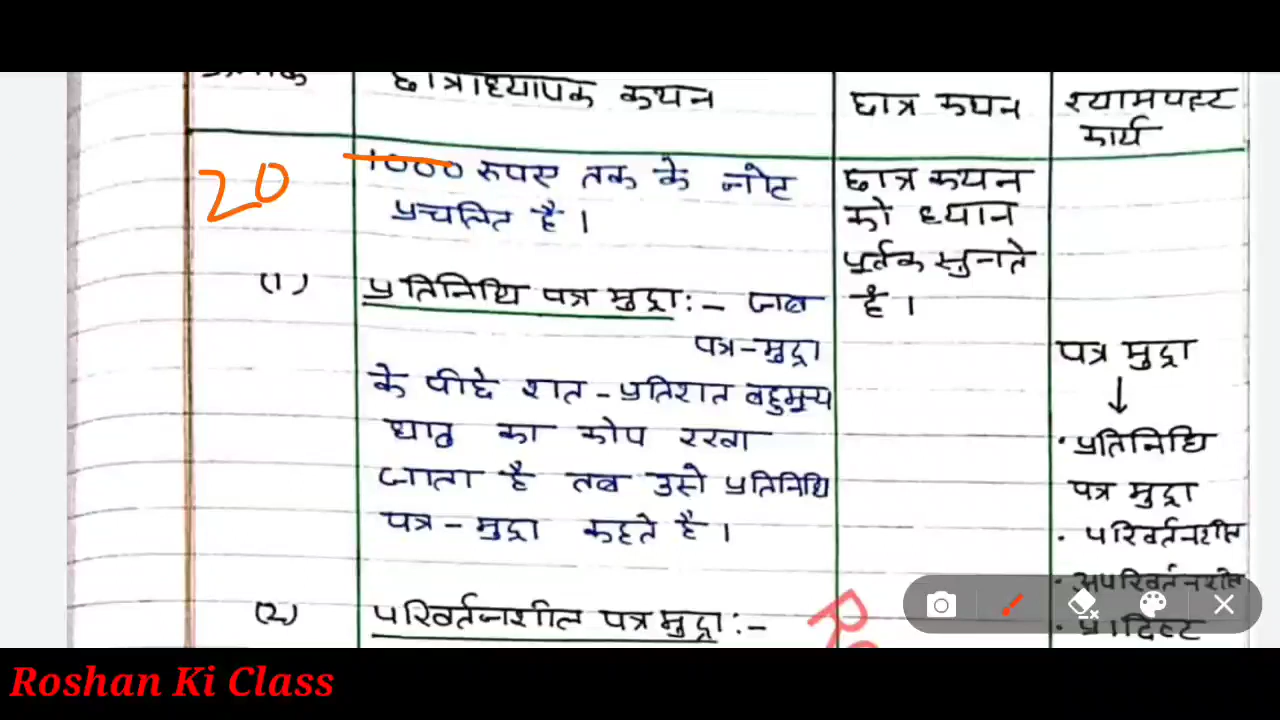 छात्राध्यापक कथन
छात्र कथन
श्यामपट्ट
कार्य
20
1000 रुपए तक के नोट
प्रचलित है।
छात्र कथन
को ध्यान
पूर्वक सुनते
है।
(1) प्रतिनिधि पत्र मुद्रा:- जब
पत्र-मुद्रा
के पीछे शत-प्रतिशत बहुमूल्य
धातु का कोष रखा
जाता है तब उसे प्रतिनिधि
पत्र-मुद्रा कहते है।
(2) परिवर्तनशील पत्र मुद्रा:-
पत्र मुद्रा
↓
· प्रतिनिधि
पत्र मुद्रा
· परिवर्तनशील
· अपरिवर्तनशील
· प्रादिष्ट
Roshan Ki Class